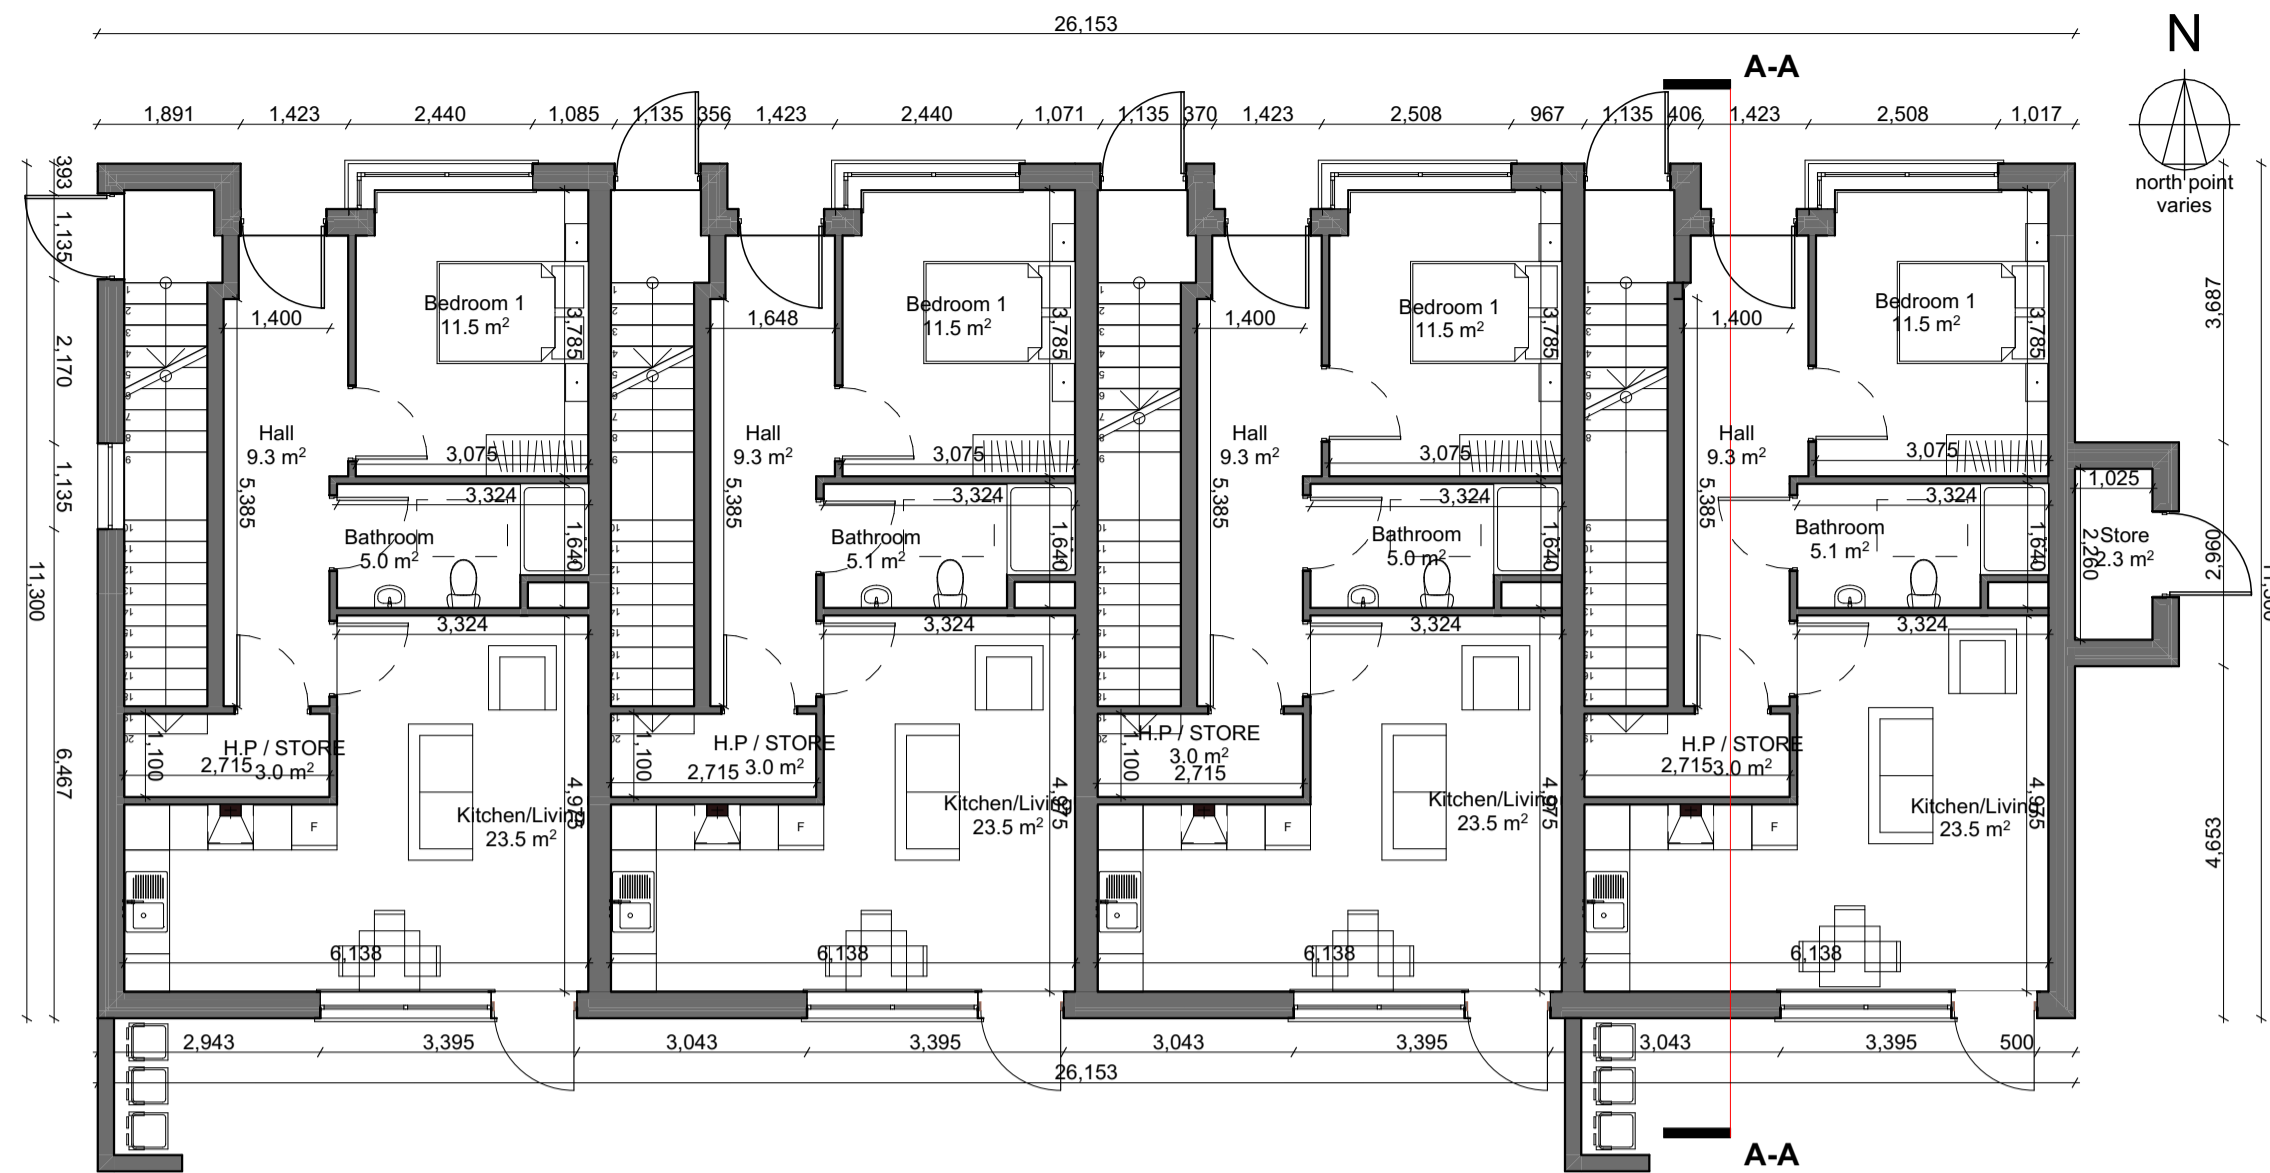 26,153
N
A-A
1,891 1,423 2,440 1,085 1,135 356 1,423 2,440 1,071 1,135 370 1,423 2,508 967 1,135 406 1,423 2,508 1,017
north point
varies
393
1,135
2,170
1,135
6,467
11,300
3,687
2,960
4,653
Bedroom 1
11.5 m²
3,785
1,400
Hall
9.3 m²
5,385
3,075
3,324
Bathroom
5.0 m²
1,640
3,324
H.P / STORE
3.0 m²
2,715
1,100
Kitchen/Living
23.5 m²
4,975
F
6,138
Bedroom 1
11.5 m²
3,785
1,648
Hall
9.3 m²
5,385
3,075
3,324
Bathroom
5.1 m²
1,640
3,324
H.P / STORE
3.0 m²
2,715
1,100
Kitchen/Living
23.5 m²
4,975
F
6,138
Bedroom 1
11.5 m²
3,785
1,400
Hall
9.3 m²
5,385
3,075
3,324
Bathroom
5.0 m²
1,640
3,324
H.P / STORE
3.0 m²
2,715
1,100
Kitchen/Living
23.5 m²
4,975
F
6,138
Bedroom 1
11.5 m²
3,785
1,400
Hall
9.3 m²
5,385
3,075
3,324
Bathroom
5.1 m²
1,640
3,324
H.P / STORE
3.0 m²
2,715
Kitchen/Living
23.5 m²
4,975
F
6,138
1,025
Store
2.3 m²
2,260
2,943 3,395 3,043 3,395 3,043 3,395 3,043 3,395 500
26,153
A-A